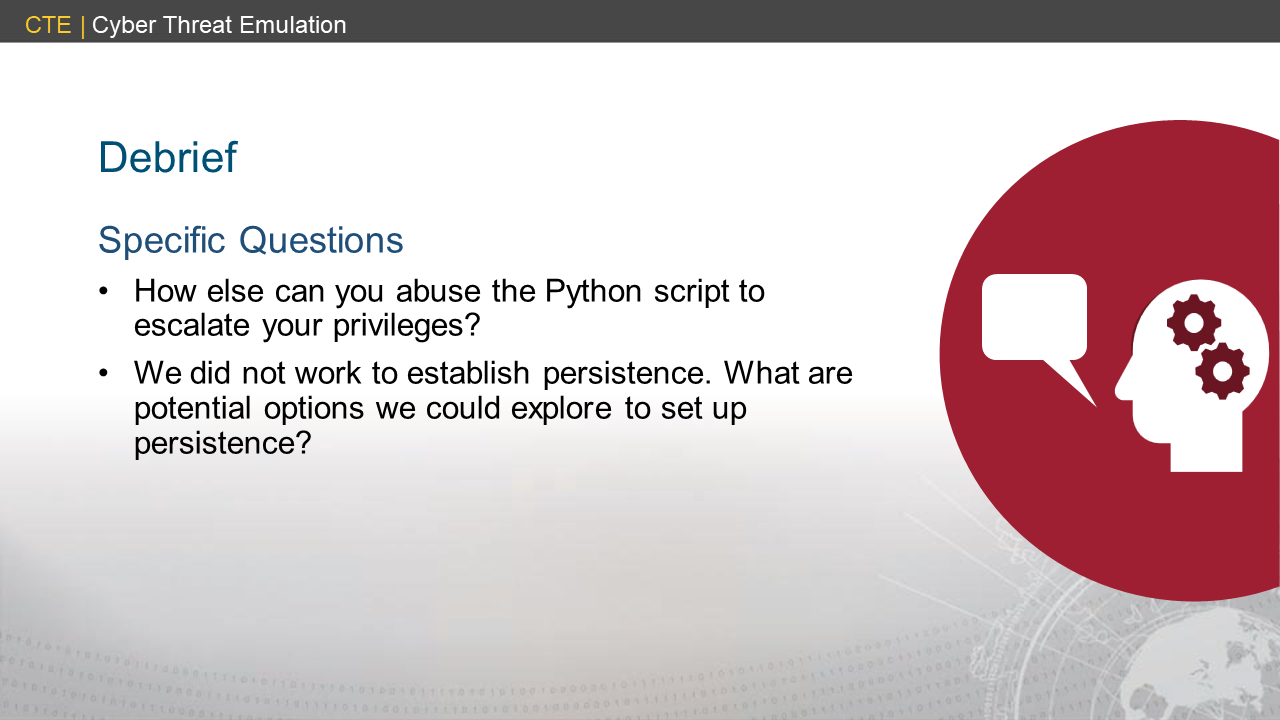 CTE | Cyber Threat Emulation
Debrief
Specific Questions
• How else can you abuse the Python script to
escalate your privileges?
• We did not work to establish persistence. What are
potential options we could explore to set up
persistence?